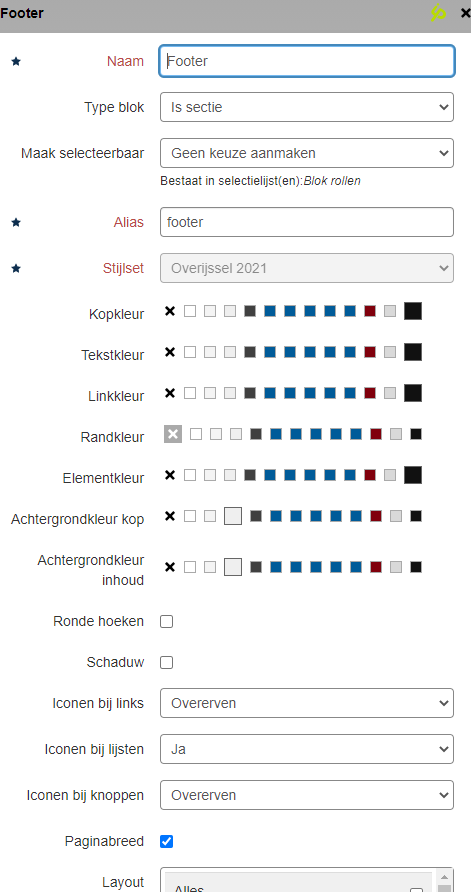 Footer
Naam
Footer
Type blok
Is sectie
Maak selecteerbaar
Geen keuze aanmaken
Bestaat in selectielijst(en):Blok rollen
Alias
footer
Stijlset
Overijssel 2021
Kopkleur
Tekstkleur
Linkkleur
Randkleur
Elementkleur
Achtergrondkleur kop
Achtergrondkleur
inhoud
Ronde hoeken
Schaduw
Iconen bij links
Overerven
Iconen bij lijsten
Ja
Iconen bij knoppen
Overerven
Paginabreed
Layout
Alles